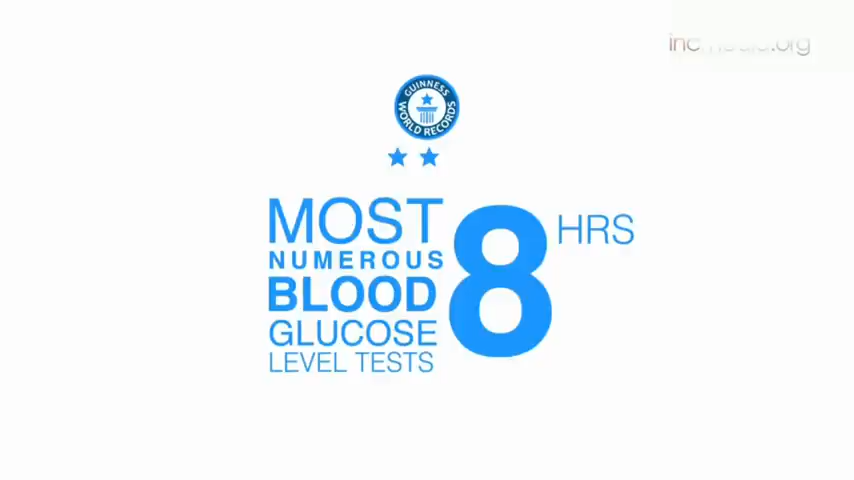 GUINNESS
WORLD RECORDS
MOST
NUMEROUS
BLOOD
GLUCOSE
LEVEL TESTS
8
HRS